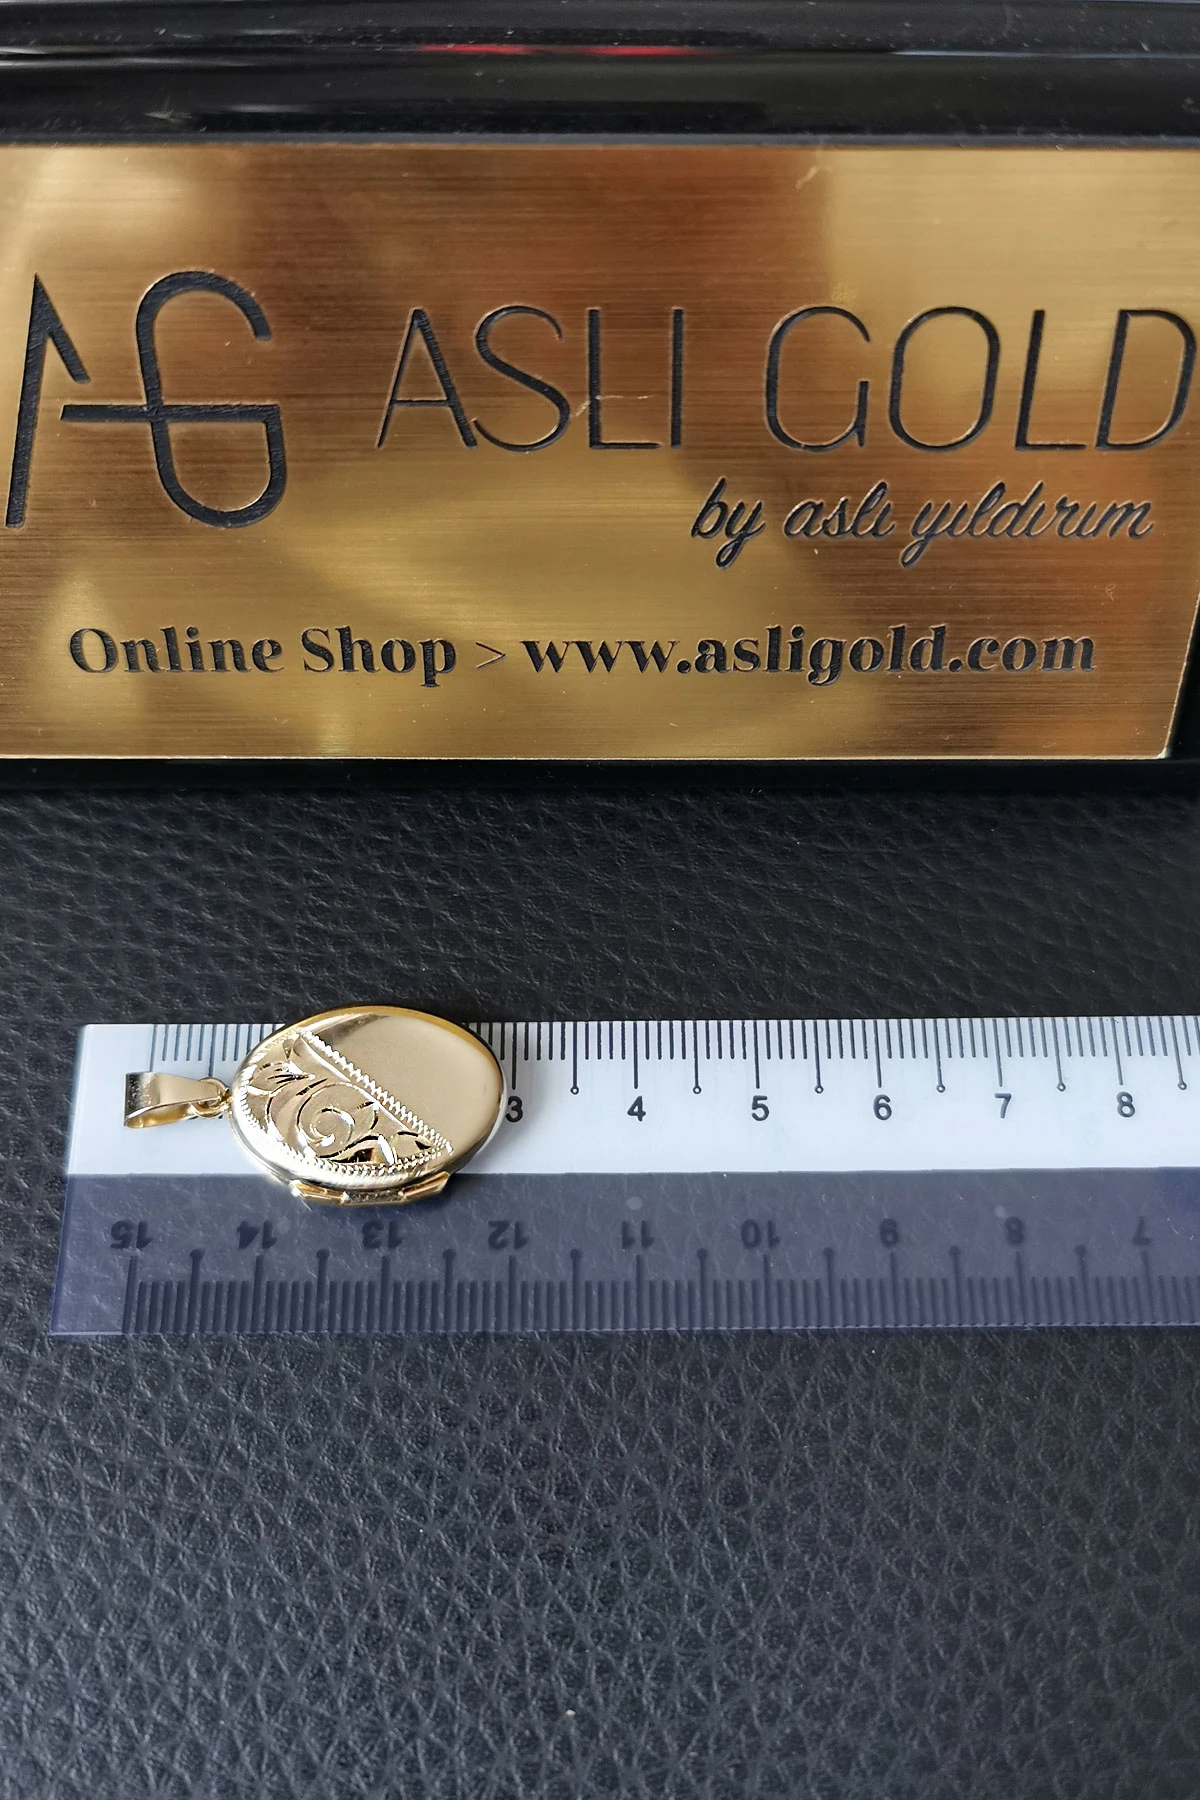 AG ASLI GOLD
by aslı yıldırım
Online Shop > www.asligold.com
3 4 5 6 7 8
15 14 13 12 11 10 9 8 7